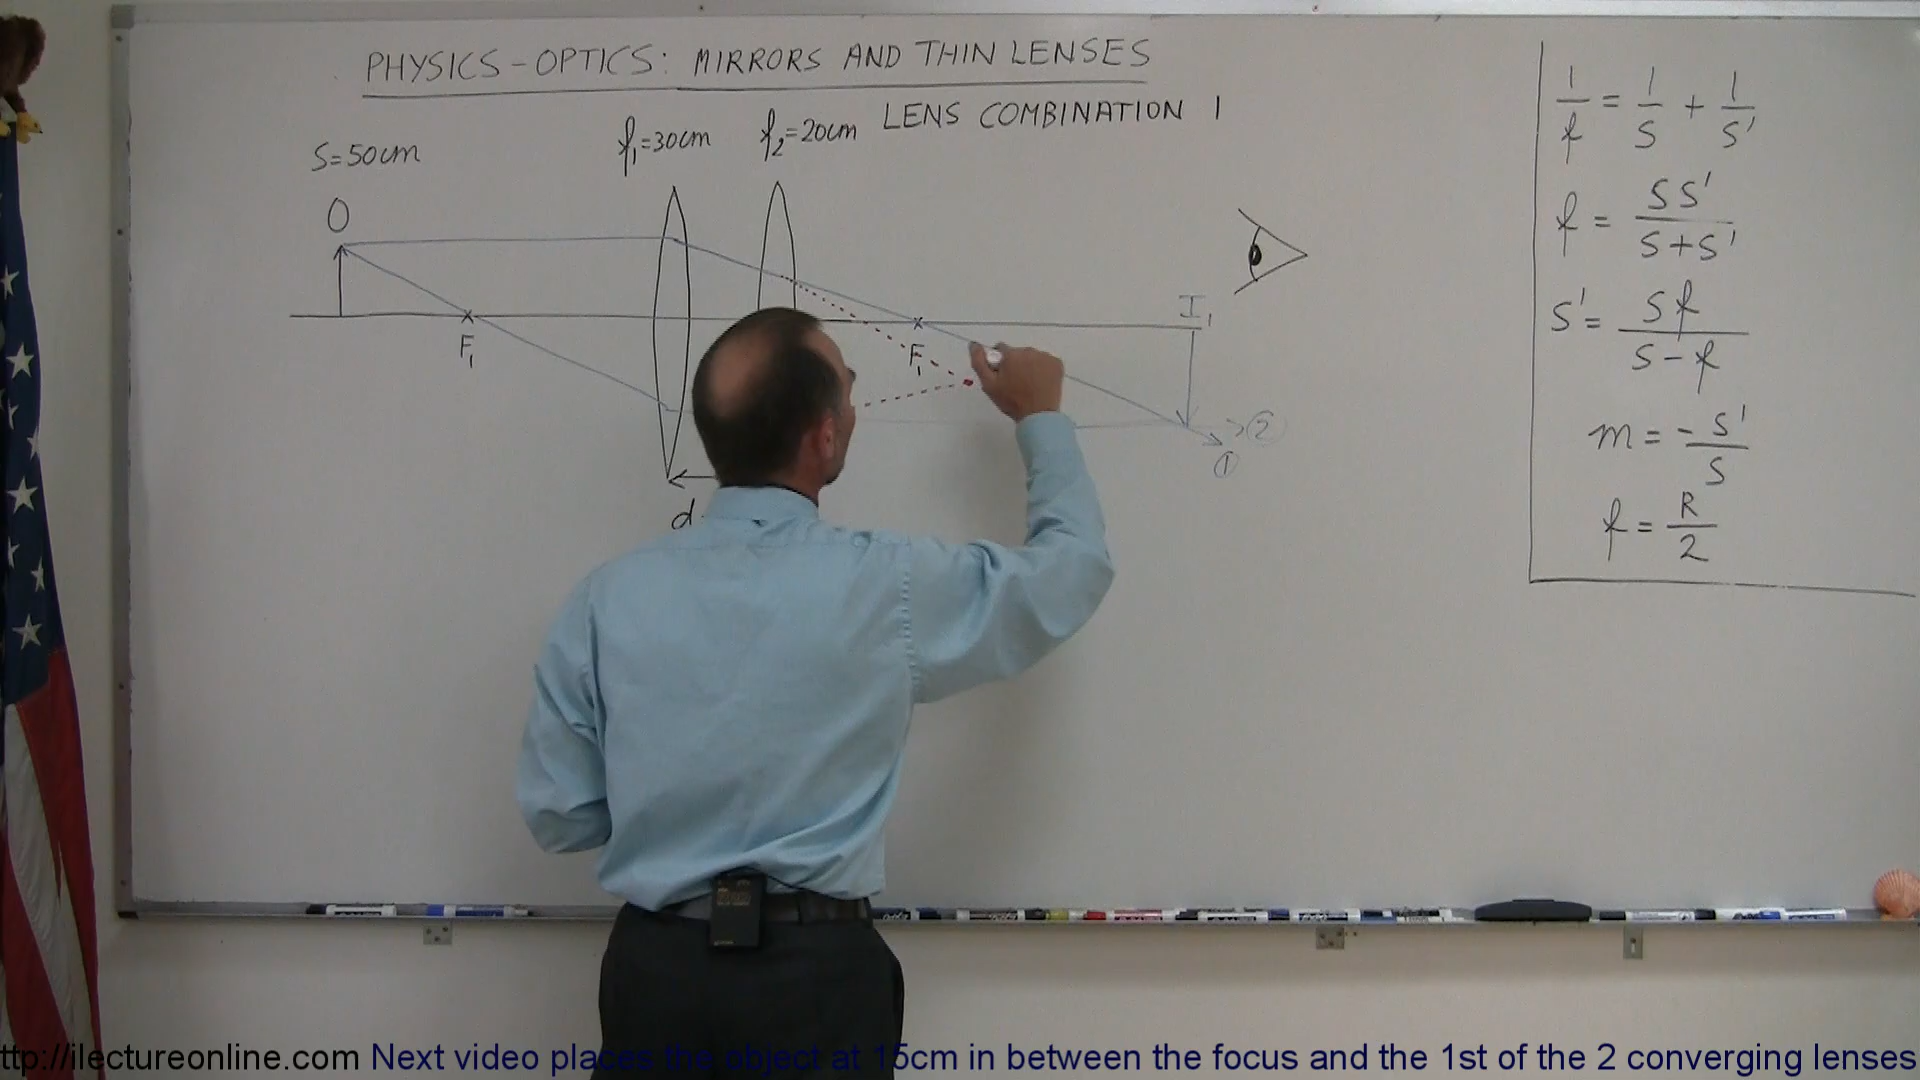 PHYSICS-OPTICS: MIRRORS AND THIN LENSES
LENS COMBINATION 1
S=50cm
f₁=30cm
f₂=20cm
O
F₁
F₁
I₁
②
①
d
1/f = 1/S + 1/S'
f = SS'/(S+S')
S' = Sf/(S-f)
m = -S'/S
f = R/2
ttp://ilectureonline.com Next video places the object at 15cm in between the focus and the 1st of the 2 converging lenses